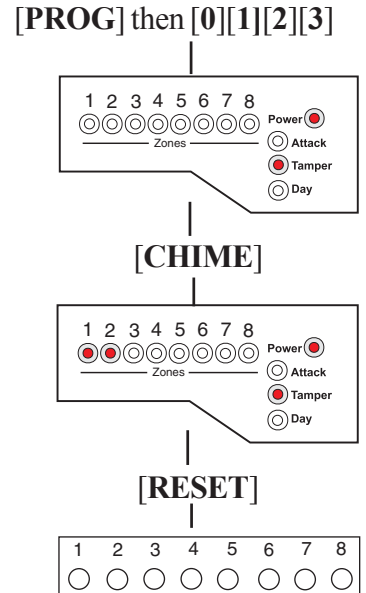 [PROG] then [0][1][2][3]
1 2 3 4 5 6 7 8
Power
Attack
Zones
Tamper
Day
[CHIME]
1 2 3 4 5 6 7 8
Power
Attack
Zones
Tamper
Day
[RESET]
1 2 3 4 5 6 7 8